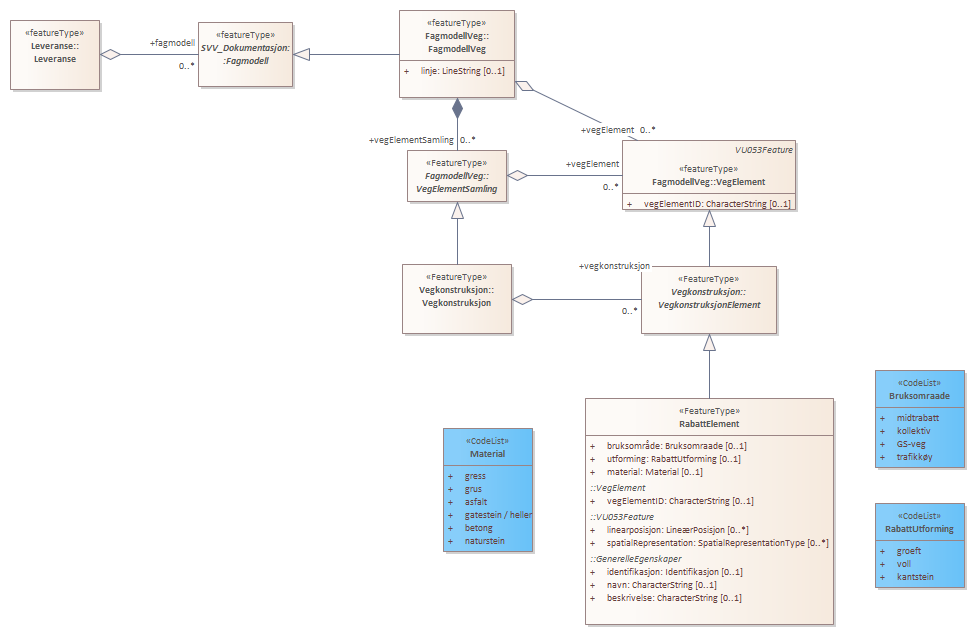 «featureType»
Leveranse::
Leveranse
+fagmodell
0..*
«featureType»
SVV_Dokumentasjon:
:Fagmodell
«featureType»
FagmodellVeg::
FagmodellVeg
+ linje: LineString [0..1]
+vegElementSamling 0..*
+vegElement 0..*
«FeatureType»
FagmodellVeg::
VegElementSamling
+vegElement
0..*
VU053Feature
«featureType»
FagmodellVeg::VegElement
+ vegElementID: CharacterString [0..1]
«FeatureType»
Vegkonstruksjon::
Vegkonstruksjon
+vegkonstruksjon
0..*
«FeatureType»
Vegkonstruksjon::
VegkonstruksjonElement
«FeatureType»
RabattElement
+ bruksområde: Bruksomraade [0..1]
+ utforming: RabattUtforming [0..1]
+ material: Material [0..1]
::VegElement
+ vegElementID: CharacterString [0..1]
::VU053Feature
+ linearposisjon: LineærPosisjon [0..*]
+ spatialRepresentation: SpatialRepresentationType [0..*]
::GenerelleEgenskaper
+ identifikasjon: Identifikasjon [0..1]
+ navn: CharacterString [0..1]
+ beskrivelse: CharacterString [0..1]
«CodeList»
Material
+ gress
+ grus
+ asfalt
+ gatestein / heller
+ betong
+ naturstein
«CodeList»
Bruksomraade
+ midtrabatt
+ kollektiv
+ GS-veg
+ trafikkøy
«CodeList»
RabattUtforming
+ groeft
+ voll
+ kantstein